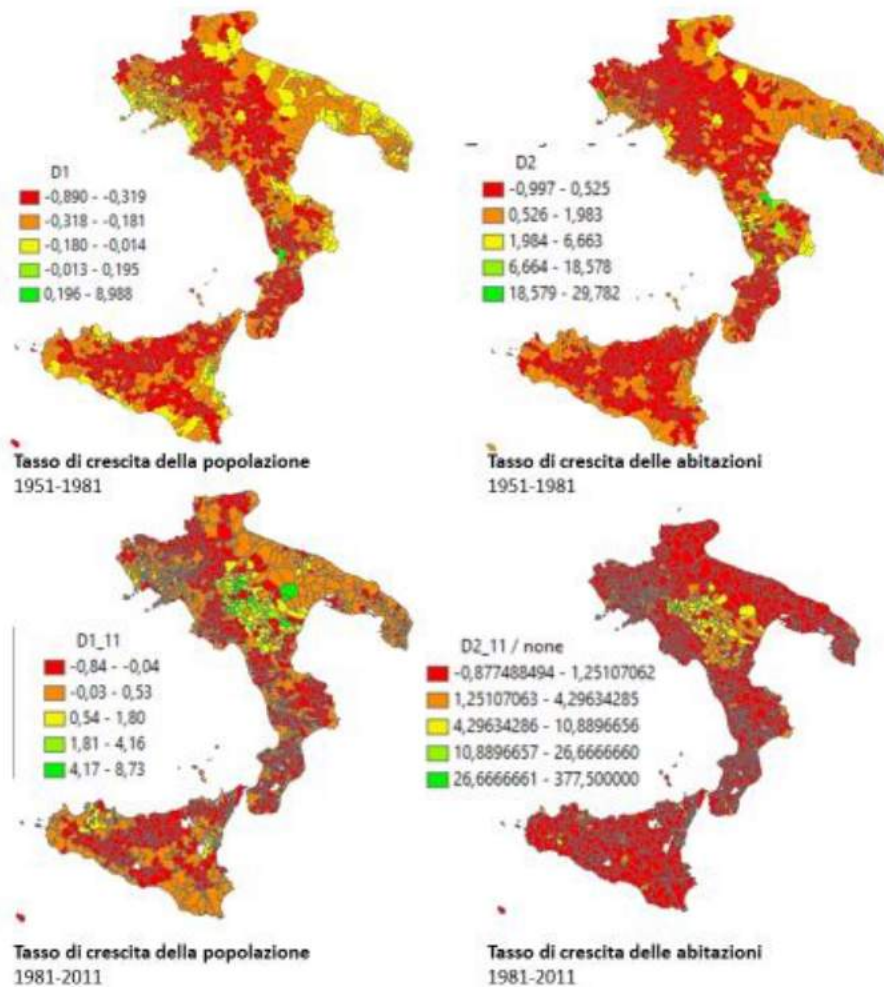 D1
-0,890 - -0,319
-0,318 - -0,181
-0,180 - -0,014
-0,013 - 0,195
0,196 - 8,988
Tasso di crescita della popolazione
1951-1981
D2
-0,997 - 0,525
0,526 - 1,983
1,984 - 6,663
6,664 - 18,578
18,579 - 29,782
Tasso di crescita delle abitazioni
1951-1981
D1_11
-0,84 - -0,04
-0,03 - 0,53
0,54 - 1,80
1,81 - 4,16
4,17 - 8,73
Tasso di crescita della popolazione
1981-2011
D2_11 / none
-0,877488494 - 1,25107062
1,25107063 - 4,29634285
4,29634286 - 10,8896656
10,8896657 - 26,6666660
26,6666661 - 377,500000
Tasso di crescita delle abitazioni
1981-2011